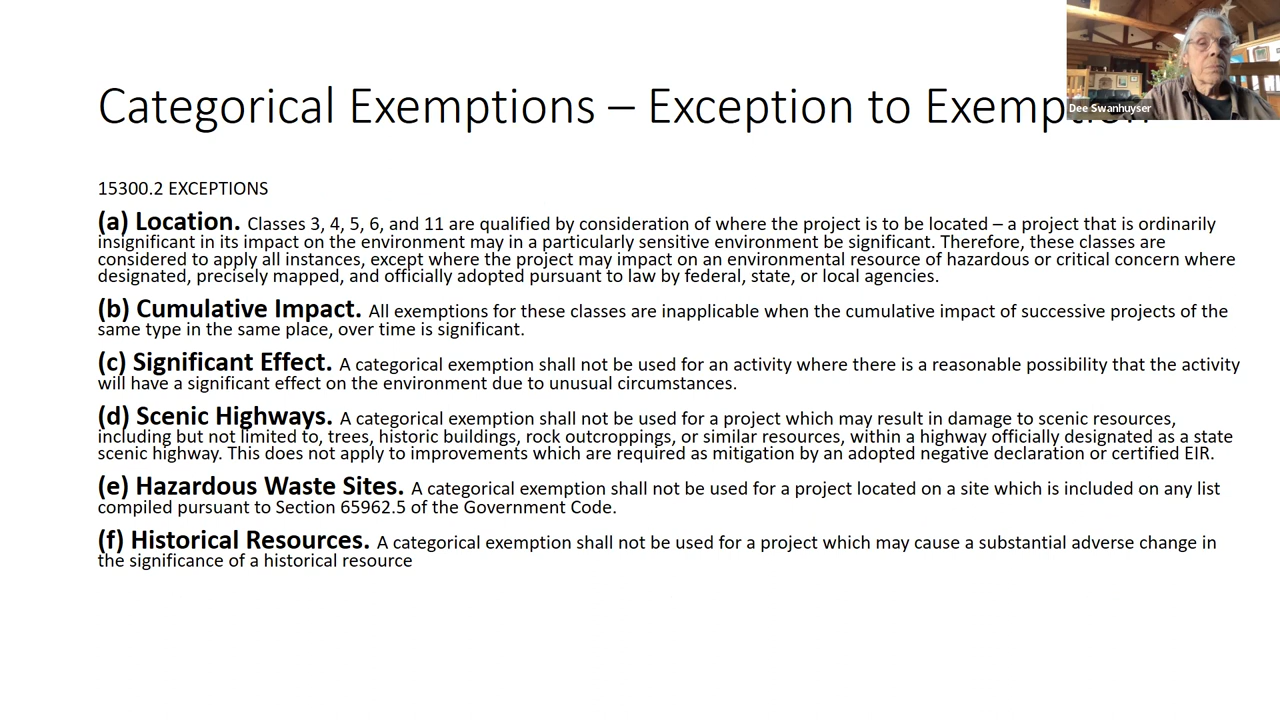 Categorical Exemptions – Exception to Exemption
Dee Swanhuyser
15300.2 EXCEPTIONS
(a) Location. Classes 3, 4, 5, 6, and 11 are qualified by consideration of where the project is to be located – a project that is ordinarily
insignificant in its impact on the environment may in a particularly sensitive environment be significant. Therefore, these classes are
considered to apply all instances, except where the project may impact on an environmental resource of hazardous or critical concern where
designated, precisely mapped, and officially adopted pursuant to law by federal, state, or local agencies.
(b) Cumulative Impact. All exemptions for these classes are inapplicable when the cumulative impact of successive projects of the
same type in the same place, over time is significant.
(c) Significant Effect. A categorical exemption shall not be used for an activity where there is a reasonable possibility that the activity
will have a significant effect on the environment due to unusual circumstances.
(d) Scenic Highways. A categorical exemption shall not be used for a project which may result in damage to scenic resources,
including but not limited to, trees, historic buildings, rock outcroppings, or similar resources, within a highway officially designated as a state
scenic highway. This does not apply to improvements which are required as mitigation by an adopted negative declaration or certified EIR.
(e) Hazardous Waste Sites. A categorical exemption shall not be used for a project located on a site which is included on any list
compiled pursuant to Section 65962.5 of the Government Code.
(f) Historical Resources. A categorical exemption shall not be used for a project which may cause a substantial adverse change in
the significance of a historical resource